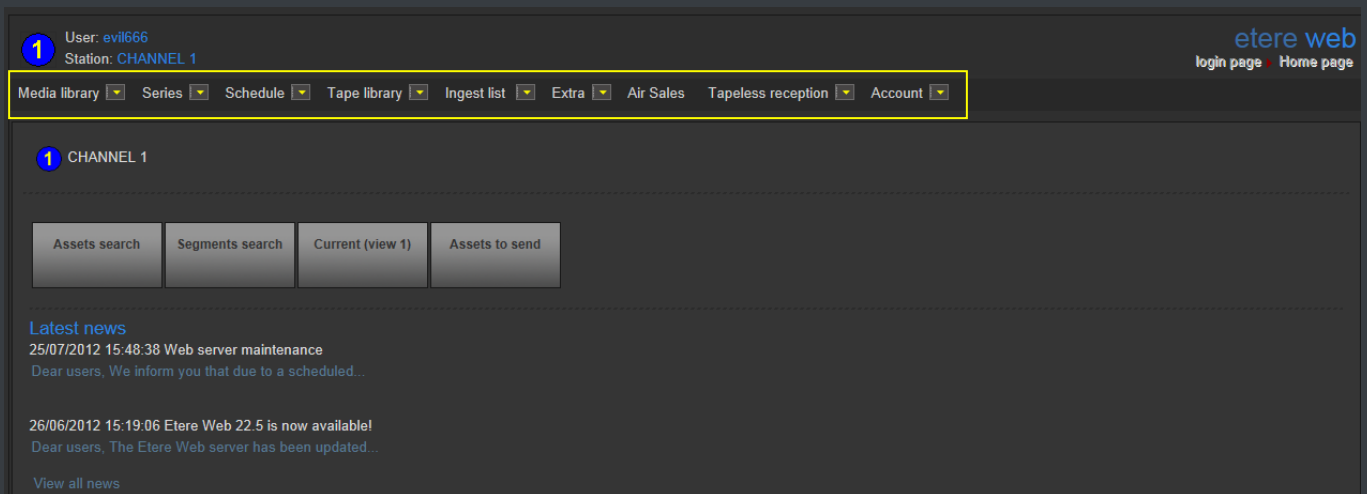 1
User: evil666
Station: CHANNEL 1
etere web
login page Home page
Media library Series Schedule Tape library Ingest list Extra Air Sales Tapeless reception Account
1 CHANNEL 1
Assets search Segments search Current (view 1) Assets to send
Latest news
25/07/2012 15:48:38 Web server maintenance
Dear users, We inform you that due to a scheduled...
26/06/2012 15:19:06 Etere Web 22.5 is now available!
Dear users, The Etere Web server has been updated...
View all news